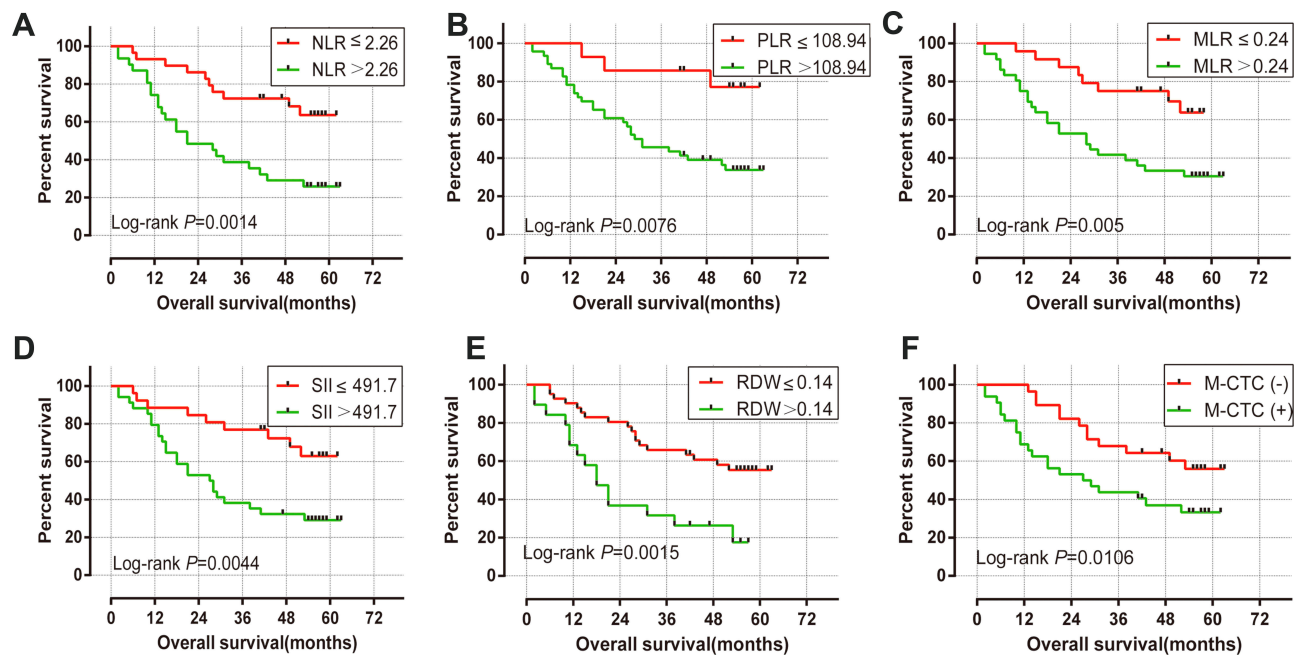 A
NLR ≤ 2.26
NLR > 2.26
Percent survival
100
80
60
40
20
0
Log-rank P=0.0014
0 12 24 36 48 60 72
Overall survival(months)
B
PLR ≤ 108.94
PLR > 108.94
Percent survival
100
80
60
40
20
0
Log-rank P=0.0076
0 12 24 36 48 60 72
Overall survival(months)
C
MLR ≤ 0.24
MLR > 0.24
Percent survival
100
80
60
40
20
0
Log-rank P=0.005
0 12 24 36 48 60 72
Overall survival(months)
D
SII ≤ 491.7
SII > 491.7
Percent survival
100
80
60
40
20
0
Log-rank P=0.0044
0 12 24 36 48 60 72
Overall survival(months)
E
RDW ≤ 0.14
RDW > 0.14
Percent survival
100
80
60
40
20
0
Log-rank P=0.0015
0 12 24 36 48 60 72
Overall survival(months)
F
M-CTC (-)
M-CTC (+)
Percent survival
100
80
60
40
20
0
Log-rank P=0.0106
0 12 24 36 48 60 72
Overall survival(months)